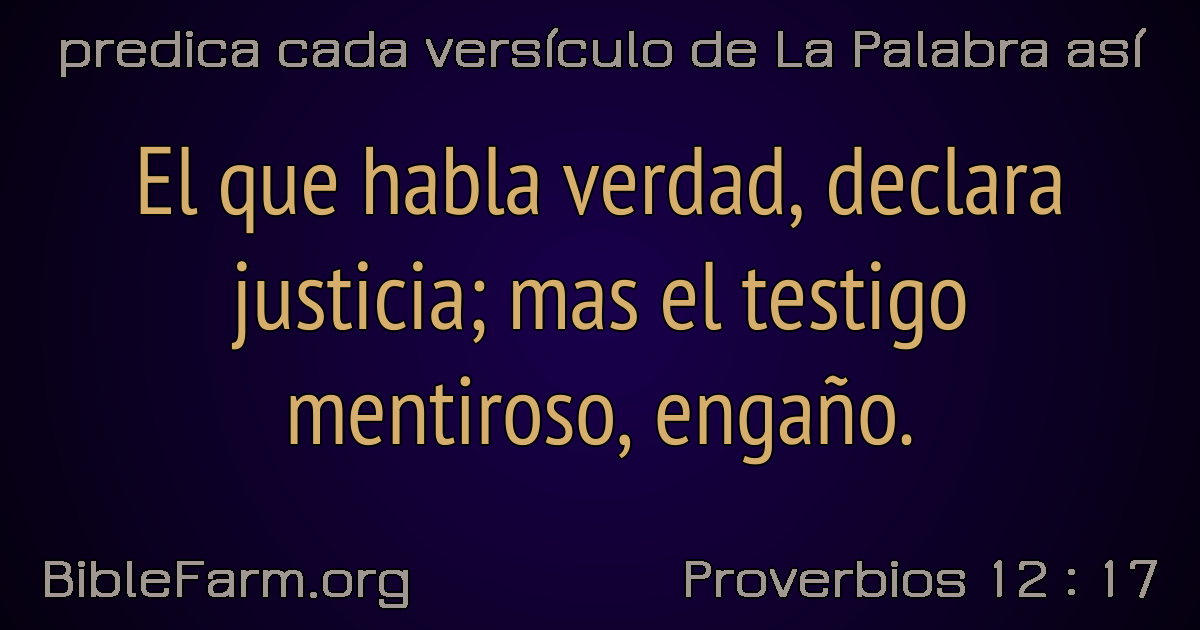 predica cada versículo de La Palabra así
El que habla verdad, declara
justicia; mas el testigo
mentiroso, engaño.
BibleFarm.org
Proverbios 12 : 17